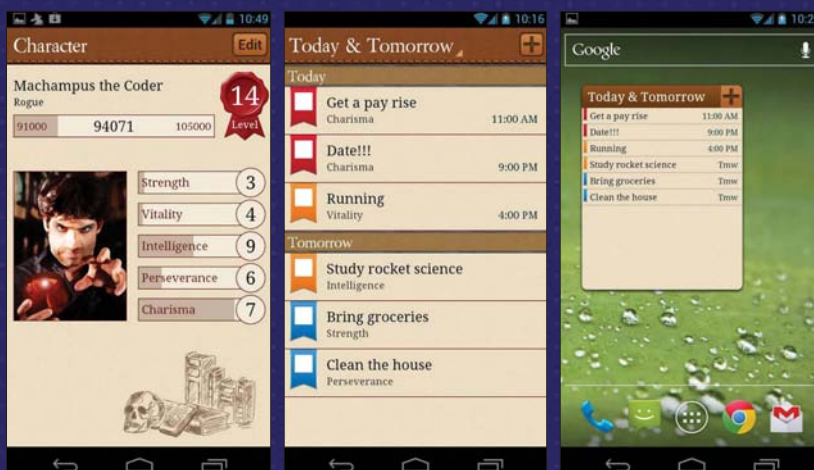 10:49
Character
Edit
Machampus the Coder
Rogue
14
Level
91000 94071 105000
Strength 3
Vitality 4
Intelligence 9
Perseverance 6
Charisma 7
10:16
Today & Tomorrow
Today
Get a pay rise
Charisma 11:00 AM
Date!!!
Charisma 9:00 PM
Running
Vitality 4:00 PM
Tomorrow
Study rocket science
Intelligence
Bring groceries
Strength
Clean the house
Perseverance
10:2
Google
Today & Tomorrow
Get a pay rise 11:00 AM
Date!!! 9:00 PM
Running 4:00 PM
Study rocket science Tmw
Bring groceries Tmw
Clean the house Tmw